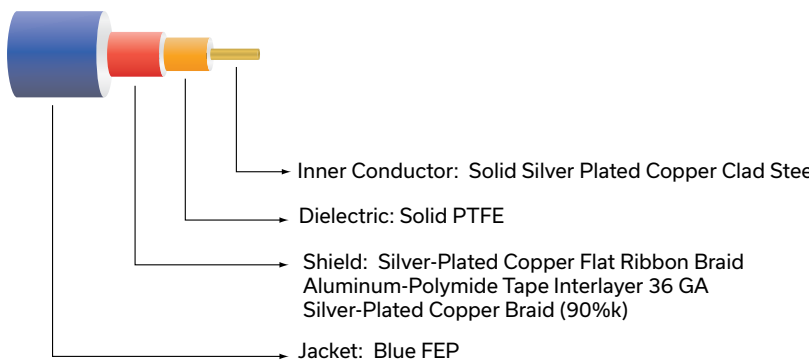 Inner Conductor: Solid Silver Plated Copper Clad Stee
Dielectric: Solid PTFE
Shield: Silver-Plated Copper Flat Ribbon Braid
Aluminum-Polymide Tape Interlayer 36 GA
Silver-Plated Copper Braid (90%k)
Jacket: Blue FEP